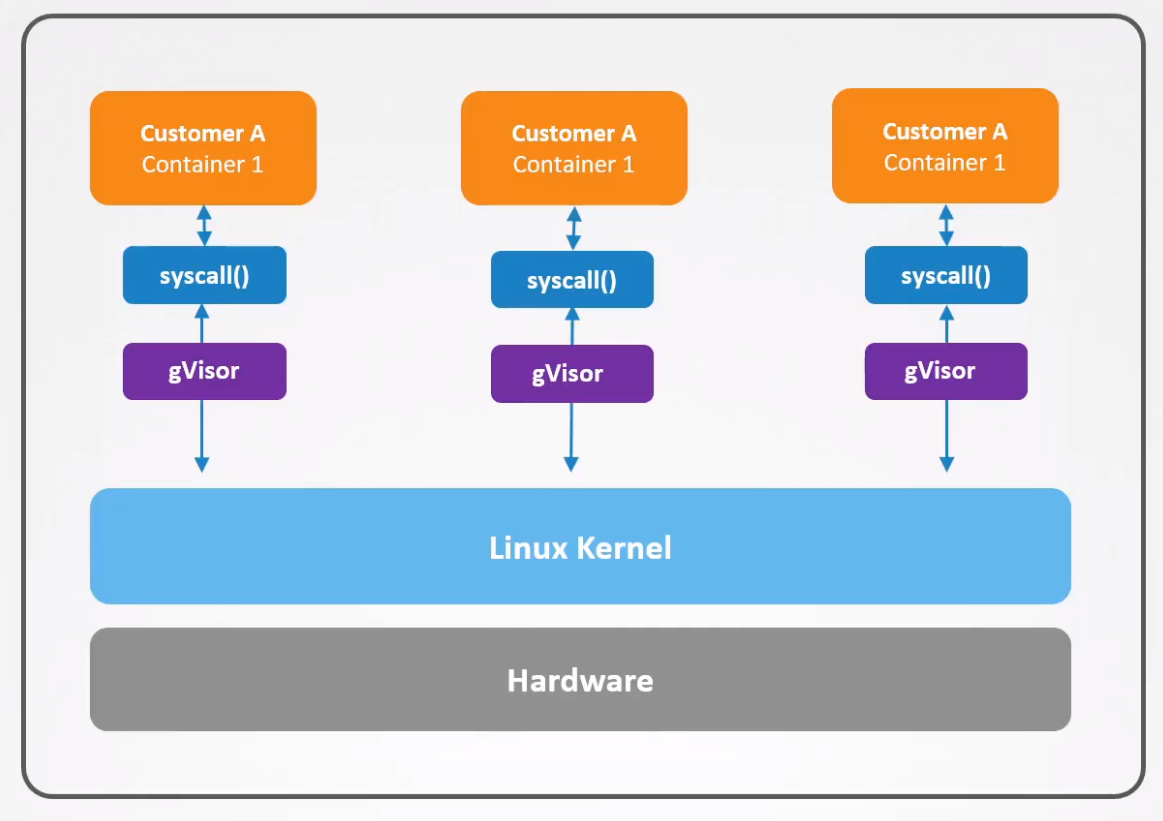 Customer A
Container 1
Customer A
Container 1
Customer A
Container 1
syscall()
syscall()
syscall()
gVisor
gVisor
gVisor
Linux Kernel
Hardware